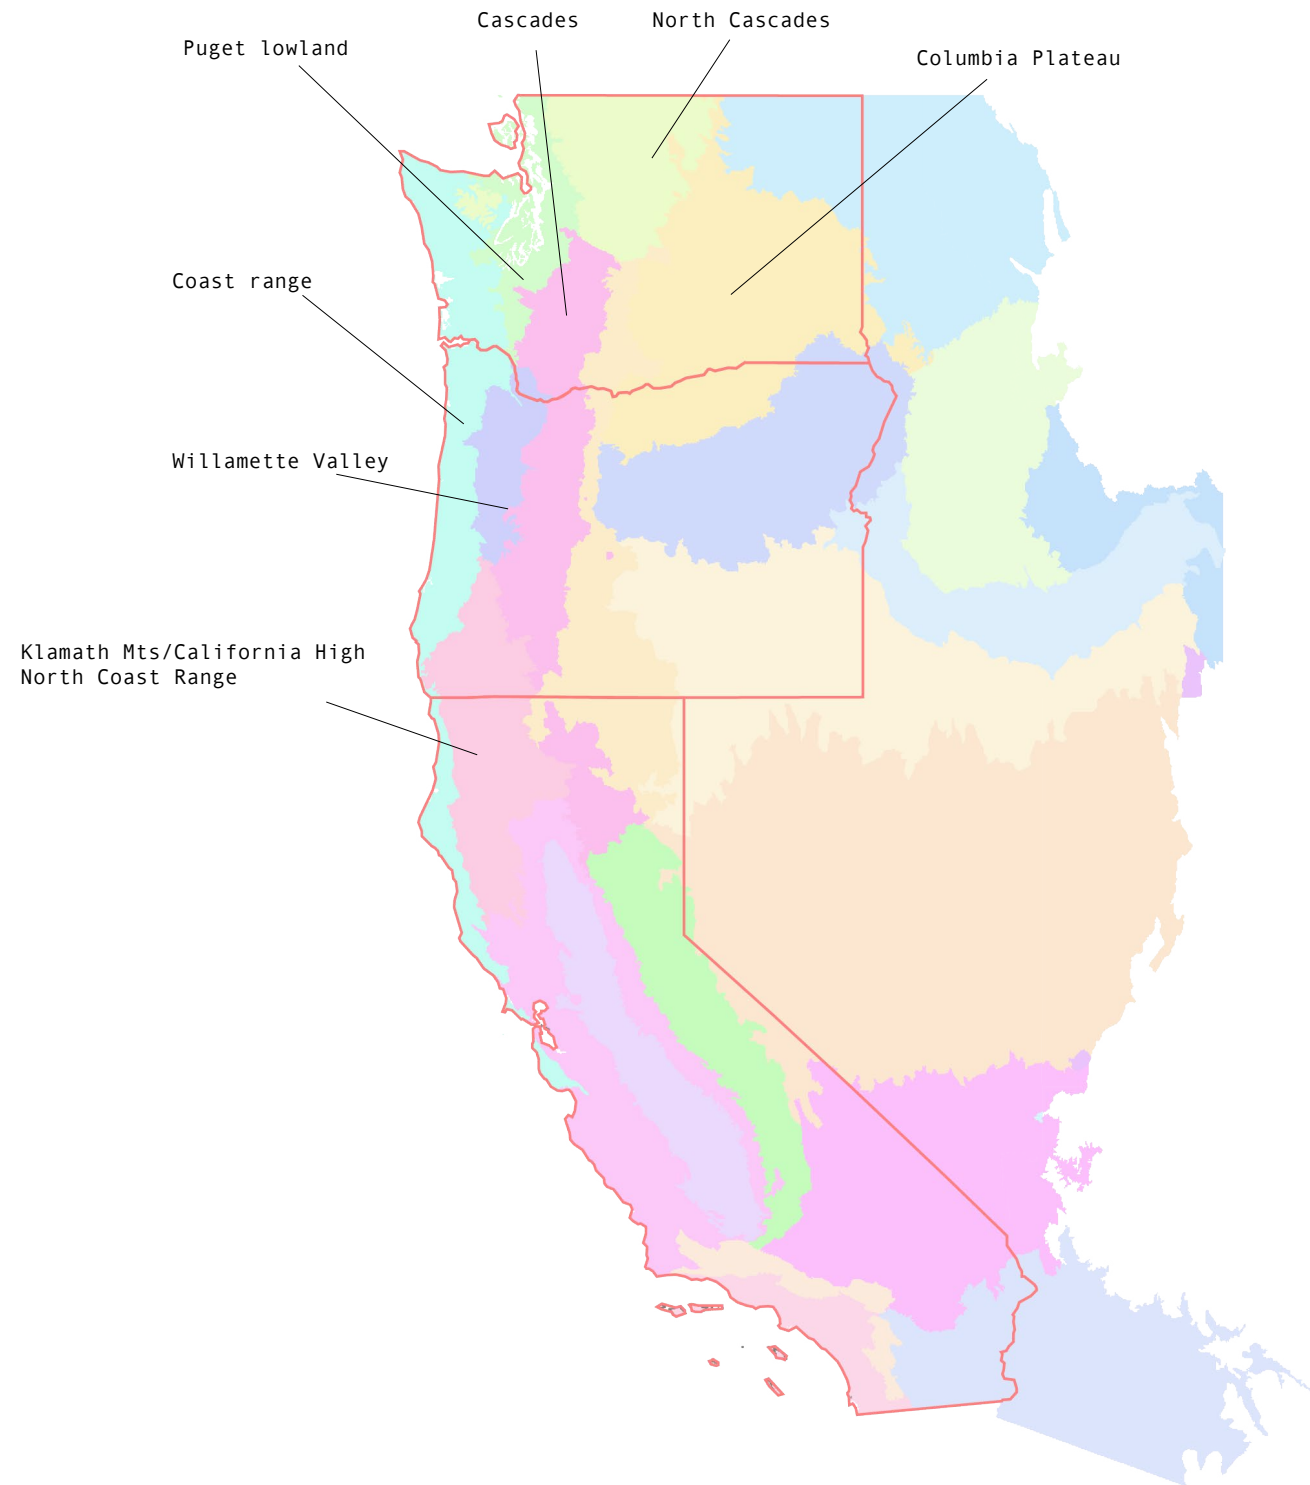 Cascades
North Cascades
Puget lowland
Columbia Plateau
Coast range
Willamette Valley
Klamath Mts/California High
North Coast Range